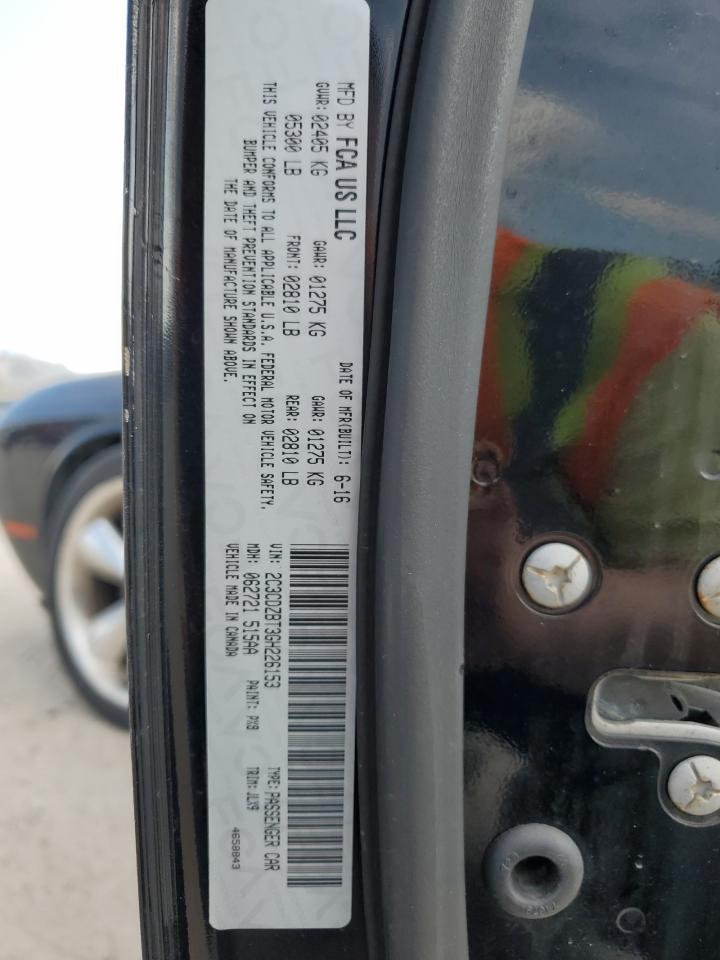 MFD BY FCA US LLC
DATE OF MFR(BUILT): 6-16
GVWR: 02405 KG GAWR: 01275 KG GAWR: 01275 KG
05300 LB FRONT: 02810 LB REAR: 02810 LB
THIS VEHICLE CONFORMS TO ALL APPLICABLE U.S.A. FEDERAL MOTOR VEHICLE SAFETY,
BUMPER AND THEFT PREVENTION STANDARDS IN EFFECT ON
THE DATE OF MANUFACTURE SHOWN ABOVE.
VIN: 2C3CDZBT3GH226153 TYPE: PASSENGER CAR
MDH: 062721 515AA PAINT: PX8 TRIM: JLX9
VEHICLE MADE IN CANADA 4658843